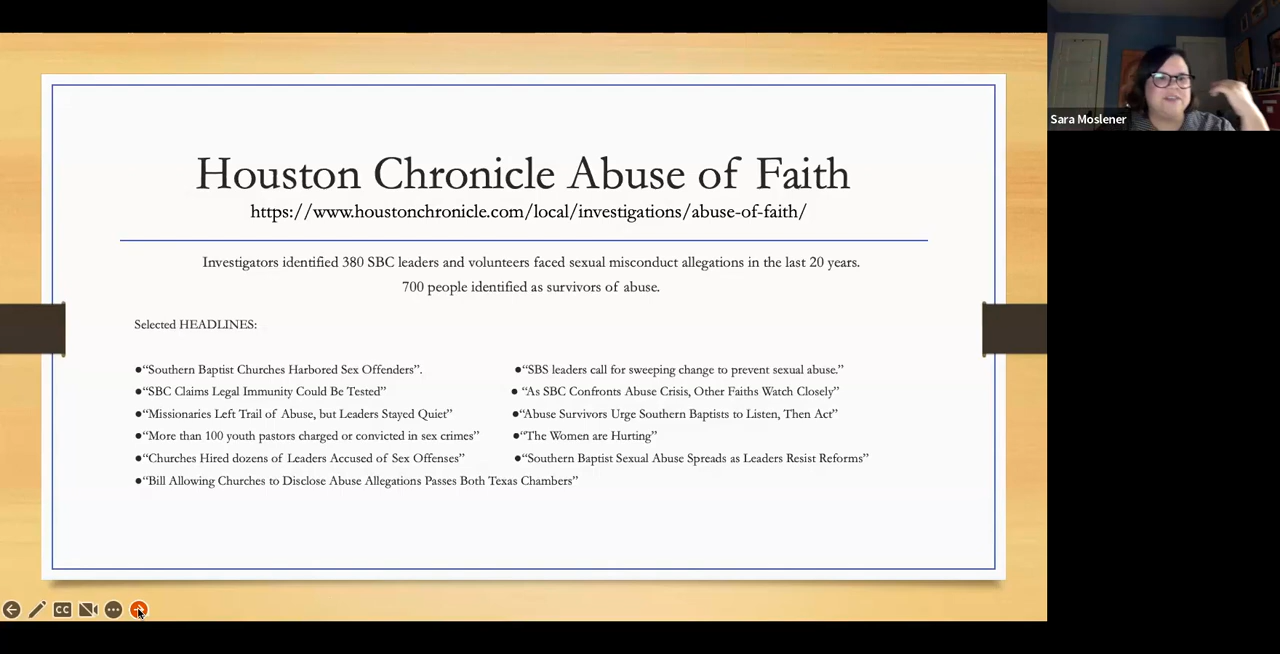 Houston Chronicle Abuse of Faith
https://www.houstonchronicle.com/local/investigations/abuse-of-faith/
Investigators identified 380 SBC leaders and volunteers faced sexual misconduct allegations in the last 20 years.
700 people identified as survivors of abuse.
Selected HEADLINES:
●“Southern Baptist Churches Harbored Sex Offenders”.
●“SBC Claims Legal Immunity Could Be Tested”
●“Missionaries Left Trail of Abuse, but Leaders Stayed Quiet”
●“More than 100 youth pastors charged or convicted in sex crimes”
●“Churches Hired dozens of Leaders Accused of Sex Offenses”
●“Bill Allowing Churches to Disclose Abuse Allegations Passes Both Texas Chambers”
●“SBS leaders call for sweeping change to prevent sexual abuse.”
● “As SBC Confronts Abuse Crisis, Other Faiths Watch Closely”
●“Abuse Survivors Urge Southern Baptists to Listen, Then Act”
●“The Women are Hurting”
●“Southern Baptist Sexual Abuse Spreads as Leaders Resist Reforms”
Sara Moslener
CC